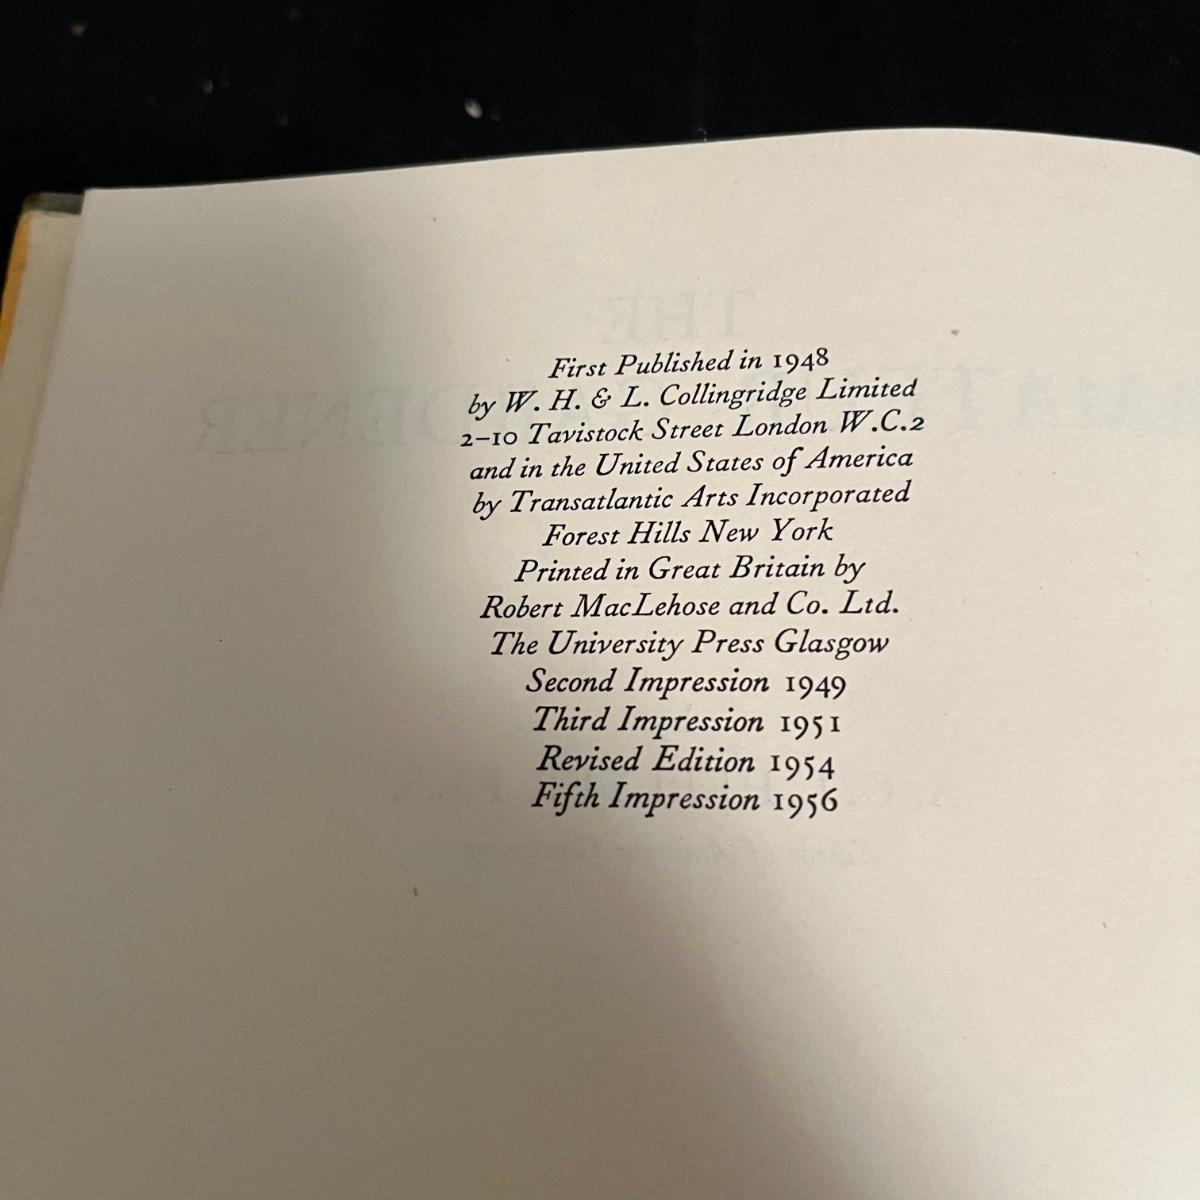 First Published in 1948
by W. H. & L. Collingridge Limited
2–10 Tavistock Street London W.C.2
and in the United States of America
by Transatlantic Arts Incorporated
Forest Hills New York
Printed in Great Britain by
Robert MacLehose and Co. Ltd.
The University Press Glasgow
Second Impression 1949
Third Impression 1951
Revised Edition 1954
Fifth Impression 1956